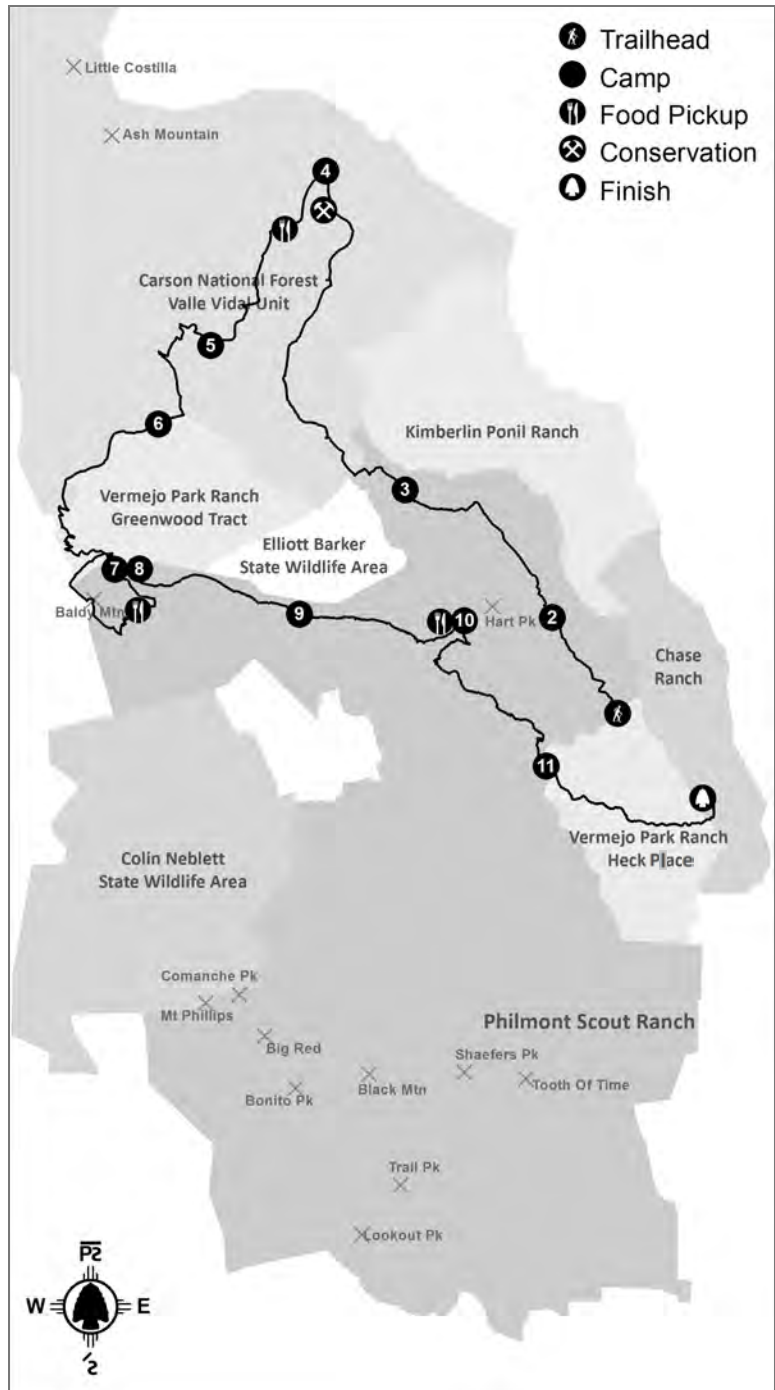 Little Costilla
Ash Mountain
Trailhead
Camp
Food Pickup
Conservation
Finish
4
Carson National Forest
Valle Vidal Unit
5
6
Kimberlin Ponil Ranch
3
Vermejo Park Ranch
Greenwood Tract
Elliott Barker
State Wildlife Area
7 8
Baldy Mtn
9
10
Hart Pk
2
Chase
Ranch
11
Vermejo Park Ranch
Heck Place
Colin Neblett
State Wildlife Area
Comanche Pk
Mt Phillips
Big Red
Bonito Pk
Black Mtn
Philmont Scout Ranch
Shaefers Pk
Tooth Of Time
Trail Pk
Lookout Pk
W E